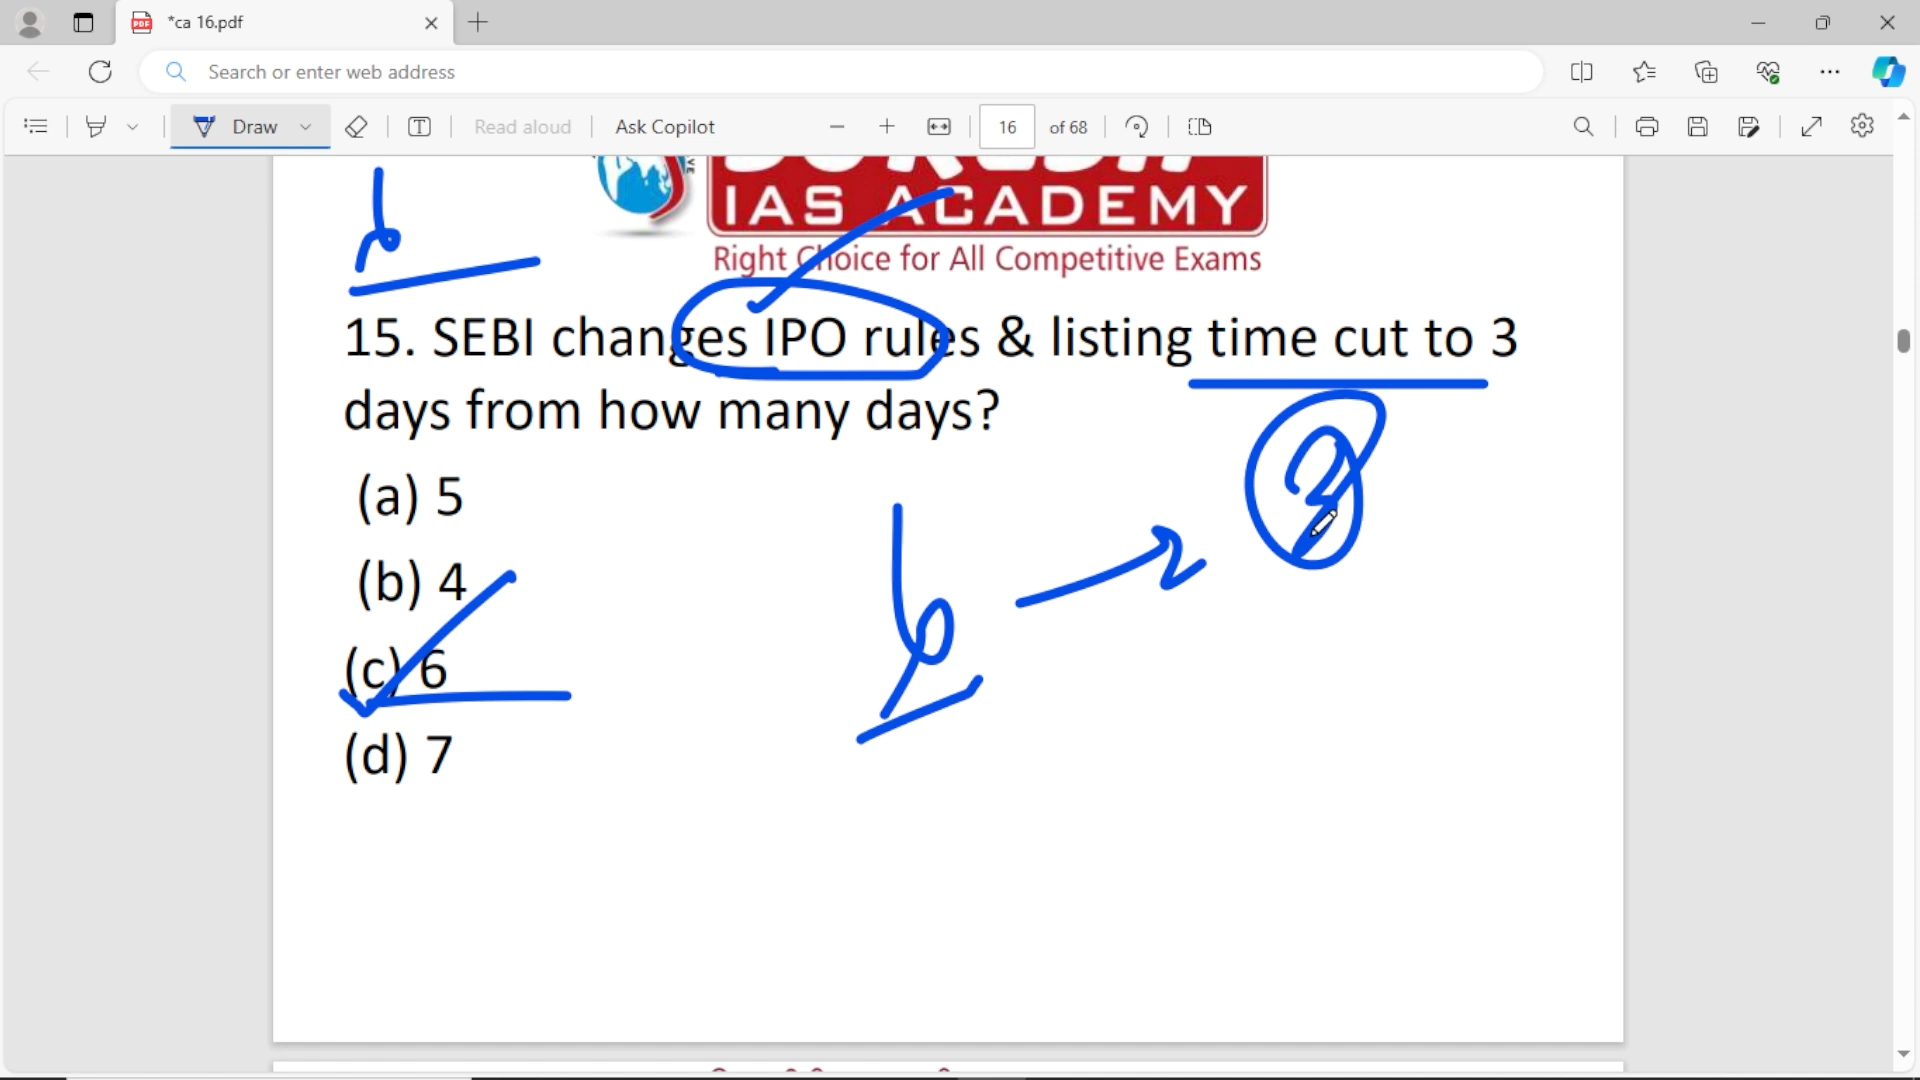 *ca 16.pdf
Search or enter web address
Draw
Read aloud
Ask Copilot
16 of 68
IAS ACADEMY
Right Choice for All Competitive Exams
6
15. SEBI changes IPO rules & listing time cut to 3
days from how many days?
(a) 5
(b) 4
(c) 6
(d) 7
6
3